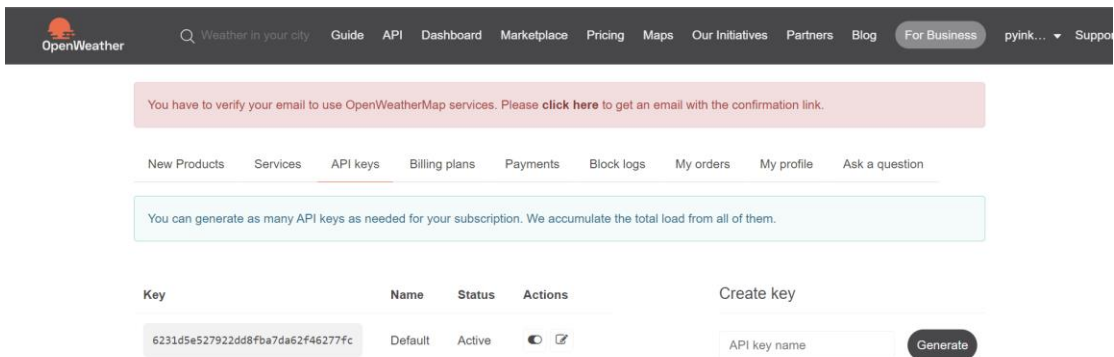 OpenWeather
Weather in your city Guide API Dashboard Marketplace Pricing Maps Our Initiatives Partners Blog For Business pyink... Suppor
You have to verify your email to use OpenWeatherMap services. Please click here to get an email with the confirmation link.
New Products Services API keys Billing plans Payments Block logs My orders My profile Ask a question
You can generate as many API keys as needed for your subscription. We accumulate the total load from all of them.
Key Name Status Actions Create key
6231d5e527922dd8fba7da62f46277fc Default Active API key name Generate